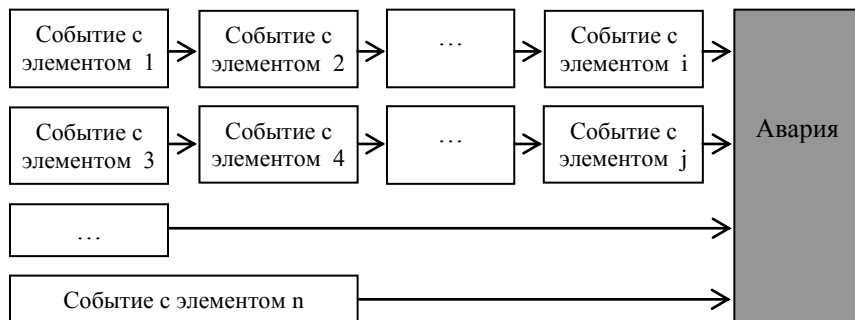 Событие с
элементом 1
Событие с
элементом 2
…
Событие с
элементом i
Событие с
элементом 3
Событие с
элементом 4
…
Событие с
элементом j
Авария
…
Событие с элементом n